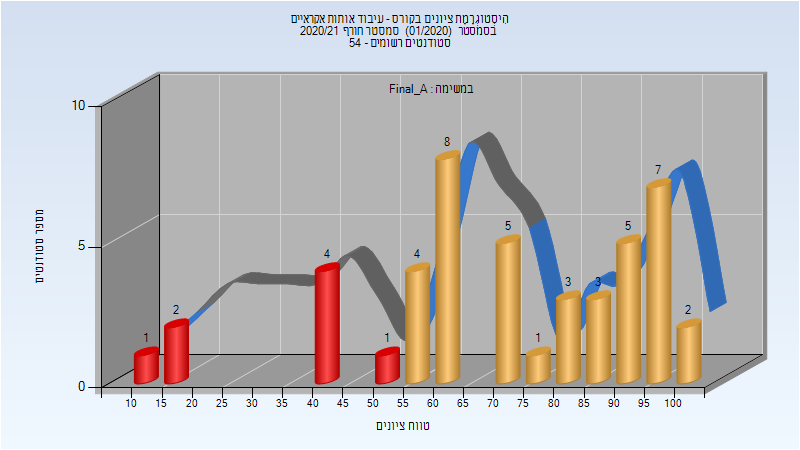 היסטוגרמת ציונים בקורס - עיבוד אותות אקראיים
בסמסטר (01/2020) סמסטר חורף 2020/21
סטודנטים רשומים - 54
במשימה : Final_A
10
5
0
מספר סטודנטים
1
2
4
1
4
8
5
1
3
3
5
7
2
10 15 20 25 30 35 40 45 50 55 60 65 70 75 80 85 90 95 100
טווח ציונים